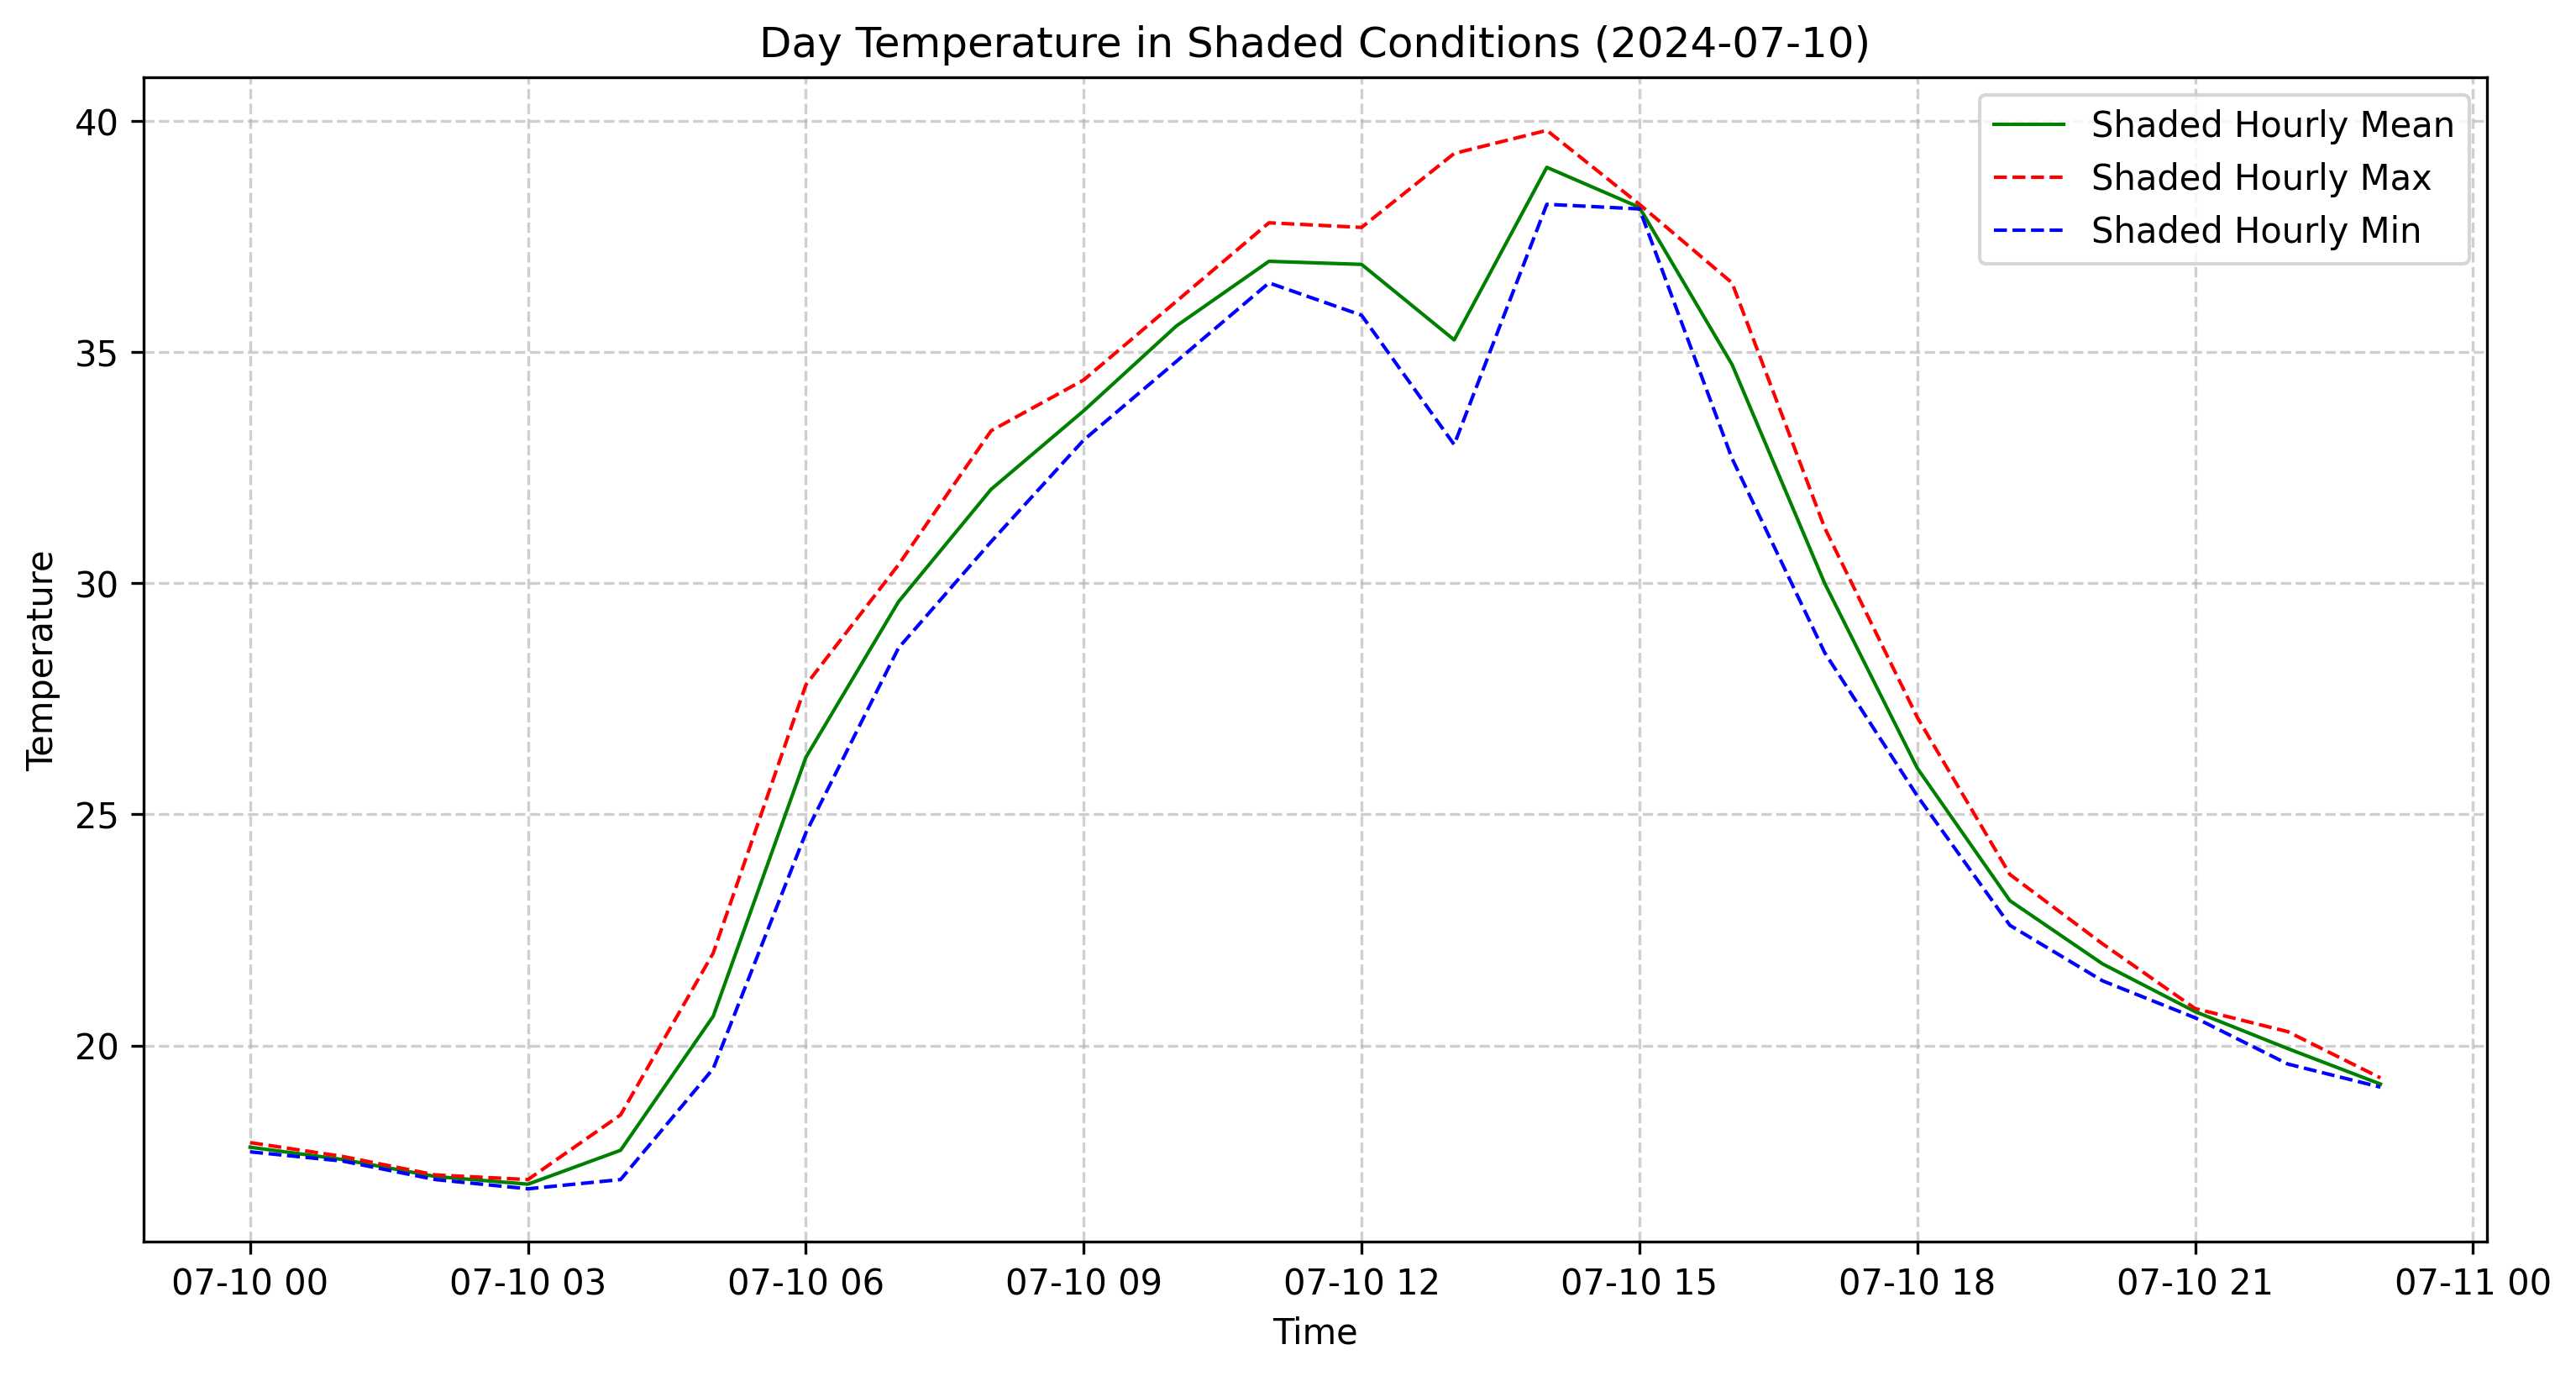 Day Temperature in Shaded Conditions (2024-07-10)
Shaded Hourly Mean
Shaded Hourly Max
Shaded Hourly Min
Temperature
40
35
30
25
20
07-10 00 07-10 03 07-10 06 07-10 09 07-10 12 07-10 15 07-10 18 07-10 21 07-11 00
Time